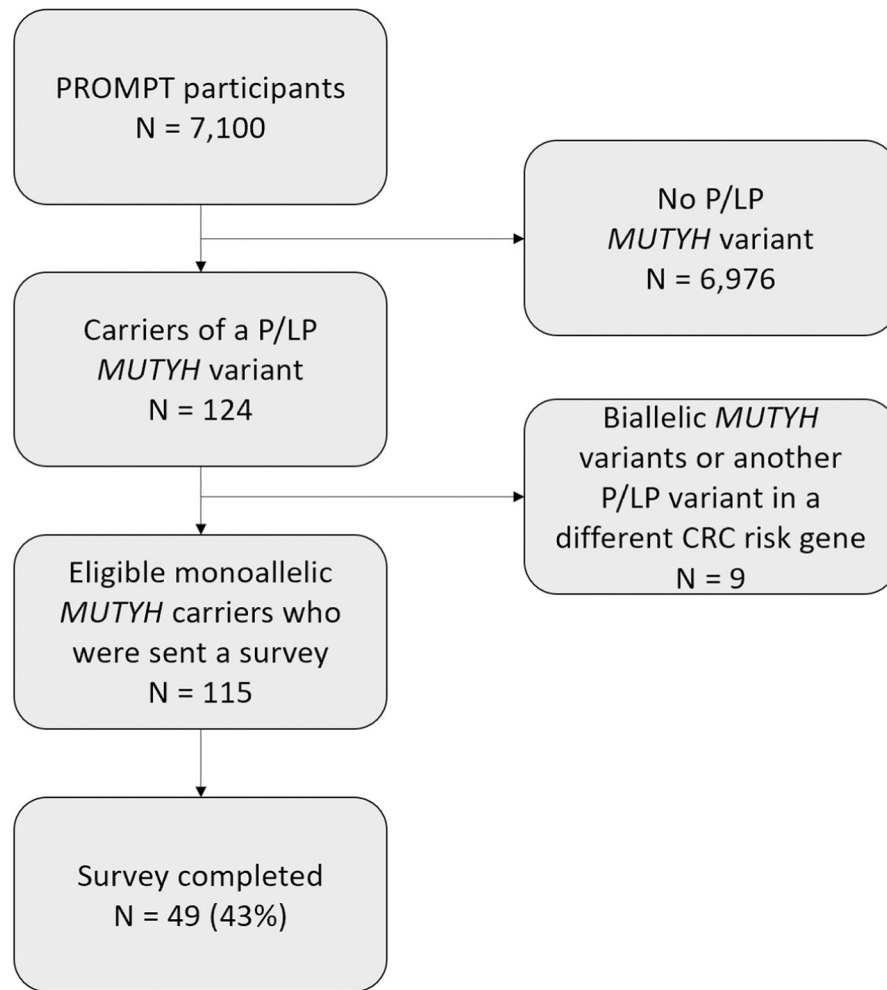 PROMPT participants
N = 7,100
No P/LP
MUTYH variant
N = 6,976
Carriers of a P/LP
MUTYH variant
N = 124
Biallelic MUTYH
variants or another
P/LP variant in a
different CRC risk gene
N = 9
Eligible monoallelic
MUTYH carriers who
were sent a survey
N = 115
Survey completed
N = 49 (43%)